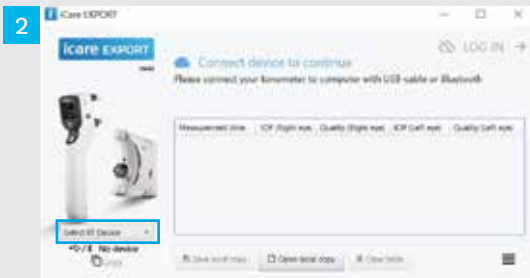 2
iCare EXPORT
iCare EXPORT
LOG IN
Connect device to continue
Please connect your tonometer to computer with USB-cable or Bluetooth
Measurement time IOP (Right eye) Quality (Right eye) IOP (Left eye) Quality (Left eye)
Select BT Device
No device
Copy
Save local copy Open local copy Clear table